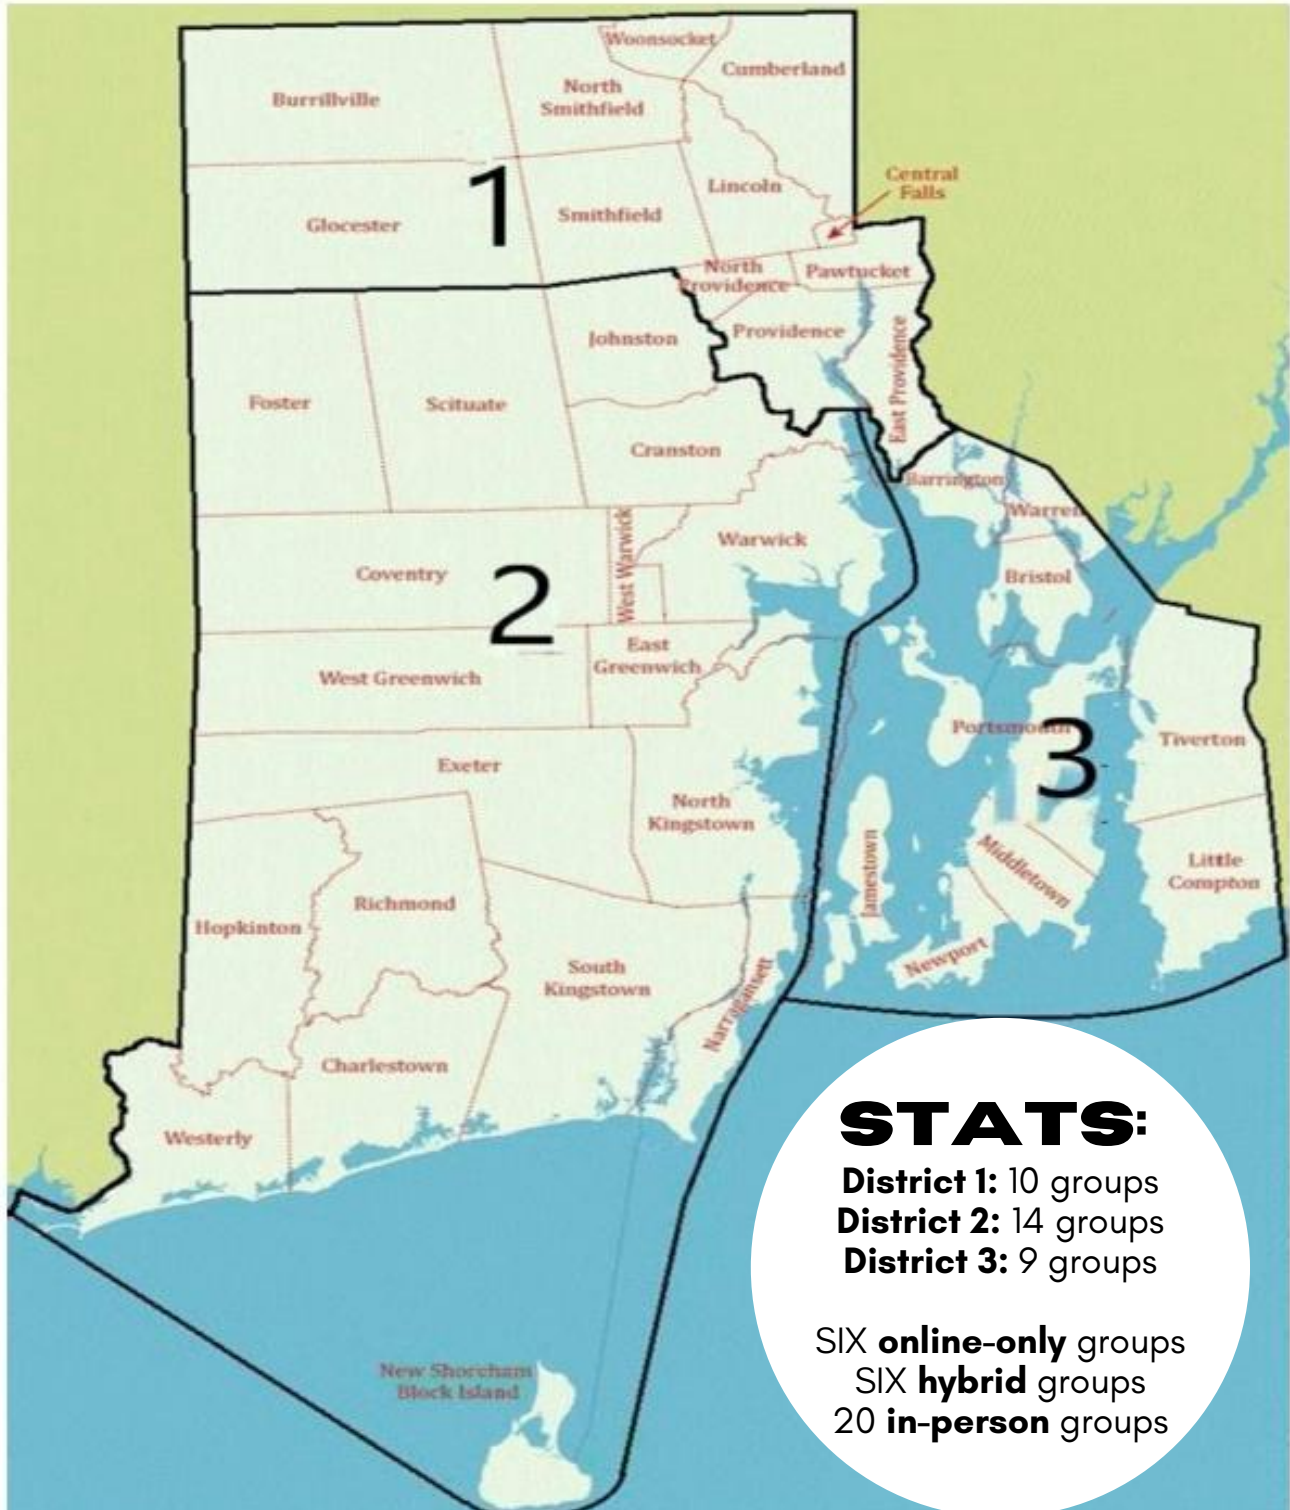 Woonsocket
Cumberland
Burrillville
North
Smithfield
Central
Falls
Lincoln
1
Smithfield
Glocester
North
Providence
Pawtucket
Johnston
Providence
East Providence
Foster
Scituate
Cranston
Barrington
Warren
West Warwick
Warwick
Coventry
2
Bristol
East
Greenwich
West Greenwich
Portsmouth
3
Tiverton
Exeter
North
Kingstown
Jamestown
Middletown
Little
Compton
Richmond
Hopkinton
Newport
South
Kingstown
Narragansett
Charlestown
Westerly
STATS:
District 1: 10 groups
District 2: 14 groups
District 3: 9 groups
SIX online-only groups
SIX hybrid groups
20 in-person groups
New Shoreham
Block Island